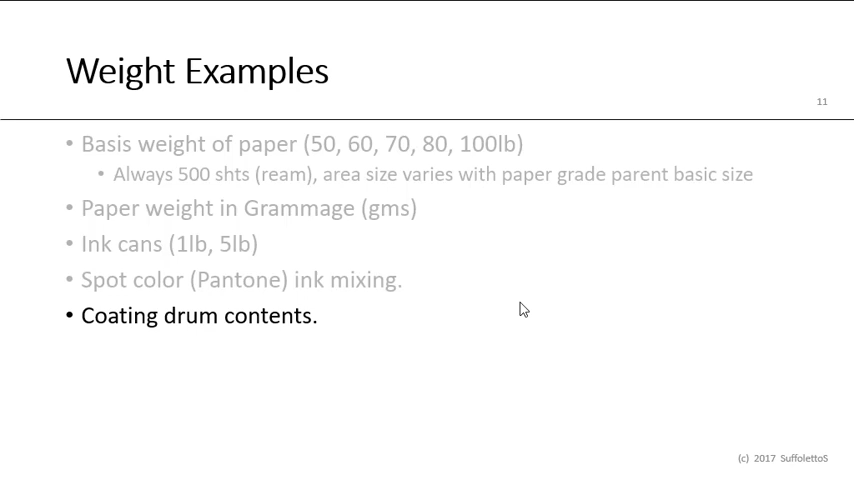 Weight Examples
11
• Basis weight of paper (50, 60, 70, 80, 100lb)
• Always 500 shts (ream), area size varies with paper grade parent basic size
• Paper weight in Grammage (gms)
• Ink cans (1lb, 5lb)
• Spot color (Pantone) ink mixing.
• Coating drum contents.
(c) 2017 SuffolettoS